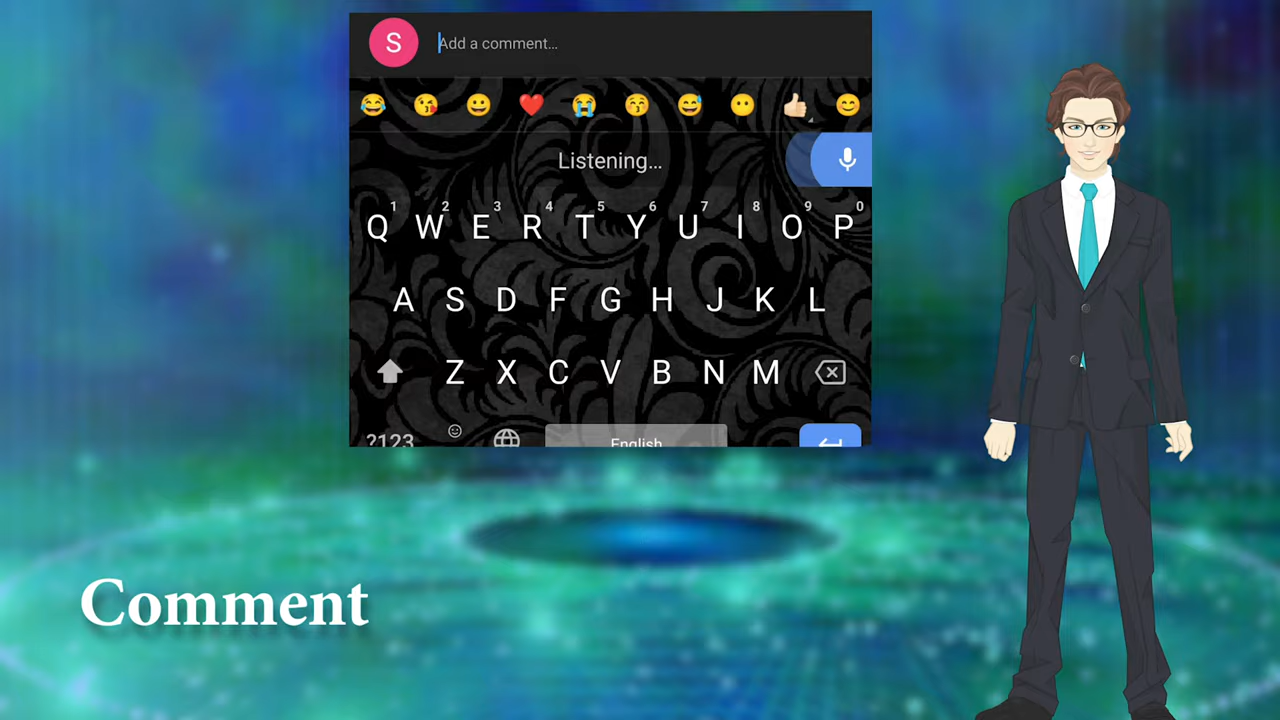 S Add a comment...
😂 😘 😀 ❤️ 😭 😚 😅 😶 👍🏻 😊
Listening...
1 2 3 4 5 6 7 8 9 0
Q W E R T Y U I O P
A S D F G H J K L
Z X C V B N M
?123 English
Comment